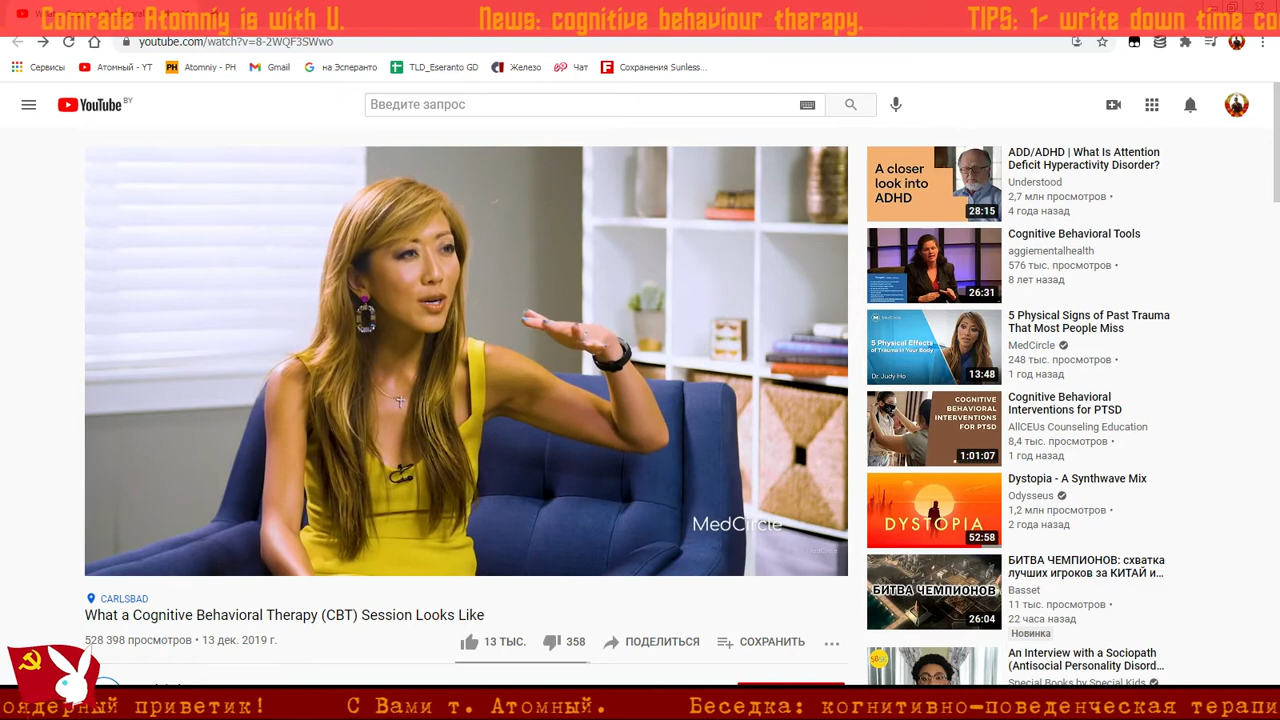 Comrade Atomniy is with U. News: cognitive behaviour therapy. TIPS: 1- write down time co
youtube.com/watch?v=8-2WQF3SWwo
Сервисы Атомный - YT Atomniy - PH Gmail на Эсперанто TLD_Eseranto GD Железо Чат Сохранения Sunless...
YouTube BY
Введите запрос
MedCircle
CARLSBAD
What a Cognitive Behavioral Therapy (CBT) Session Looks Like
528 398 просмотров • 13 дек. 2019 г.
13 ТЫС. 358 ПОДЕЛИТЬСЯ СОХРАНИТЬ
A closer
look into
ADHD
28:15
ADD/ADHD | What Is Attention
Deficit Hyperactivity Disorder?
Understood
2,7 млн просмотров •
4 года назад
26:31
Cognitive Behavioral Tools
aggiementalhealth
576 тыс. просмотров •
8 лет назад
MedCircle
5 Physical Effects
of Trauma in Your Body
Dr. Judy Ho
13:48
5 Physical Signs of Past Trauma
That Most People Miss
MedCircle
248 тыс. просмотров •
1 год назад
COGNITIVE
BEHAVIORAL
INTERVENTIONS
FOR PTSD
1:01:07
Cognitive Behavioral
Interventions for PTSD
AllCEUs Counseling Education
8,4 тыс. просмотров •
1 год назад
DYSTOPIA
52:58
Dystopia - A Synthwave Mix
Odysseus
1,2 млн просмотров •
2 года назад
БИТВА ЧЕМПИОНОВ
26:04
БИТВА ЧЕМПИОНОВ: схватка
лучших игроков за КИТАЙ и...
Basset
11 тыс. просмотров •
22 часа назад
Новинка
SBSK
An Interview with a Sociopath
(Antisocial Personality Disord...
Special Books by Special Kids
оядерный приветик! С Вами т. Атомный. Беседка: когнитивно-поведенческая терапи